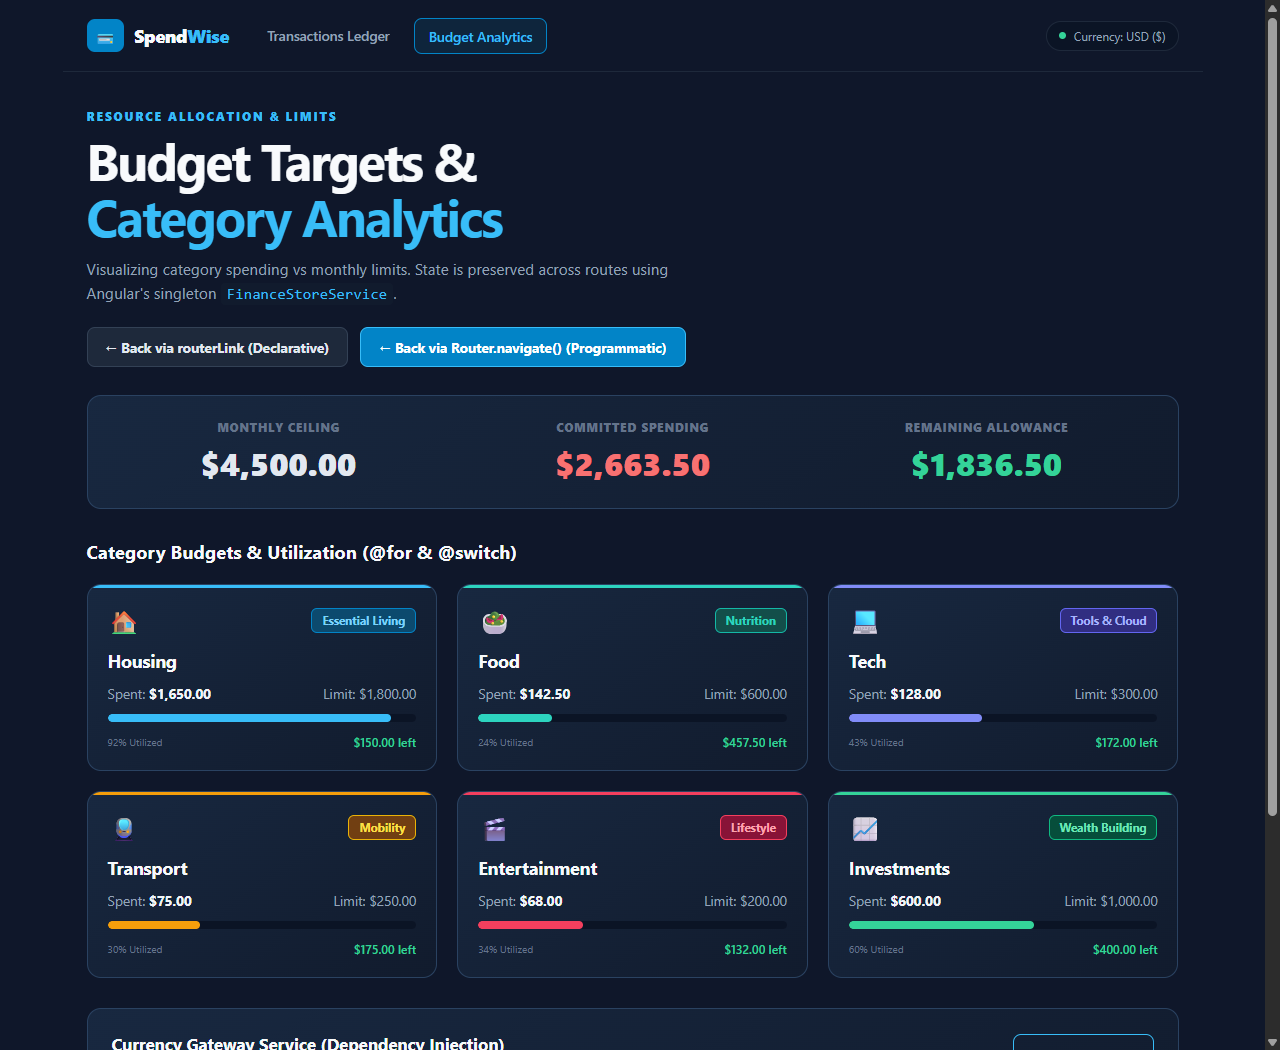 SpendWise
Transactions Ledger
Budget Analytics
Currency: USD ($)
RESOURCE ALLOCATION & LIMITS
Budget Targets &
Category Analytics
Visualizing category spending vs monthly limits. State is preserved across routes using
Angular's singleton FinanceStoreService .
← Back via routerLink (Declarative)
← Back via Router.navigate() (Programmatic)
MONTHLY CEILING
$4,500.00
COMMITTED SPENDING
$2,663.50
REMAINING ALLOWANCE
$1,836.50
Category Budgets & Utilization (@for & @switch)
Essential Living
Housing
Spent: $1,650.00
Limit: $1,800.00
92% Utilized
$150.00 left
Nutrition
Food
Spent: $142.50
Limit: $600.00
24% Utilized
$457.50 left
Tools & Cloud
Tech
Spent: $128.00
Limit: $300.00
43% Utilized
$172.00 left
Mobility
Transport
Spent: $75.00
Limit: $250.00
30% Utilized
$175.00 left
Lifestyle
Entertainment
Spent: $68.00
Limit: $200.00
34% Utilized
$132.00 left
Wealth Building
Investments
Spent: $600.00
Limit: $1,000.00
60% Utilized
$400.00 left
Currency Gateway Service (Dependency Injection)